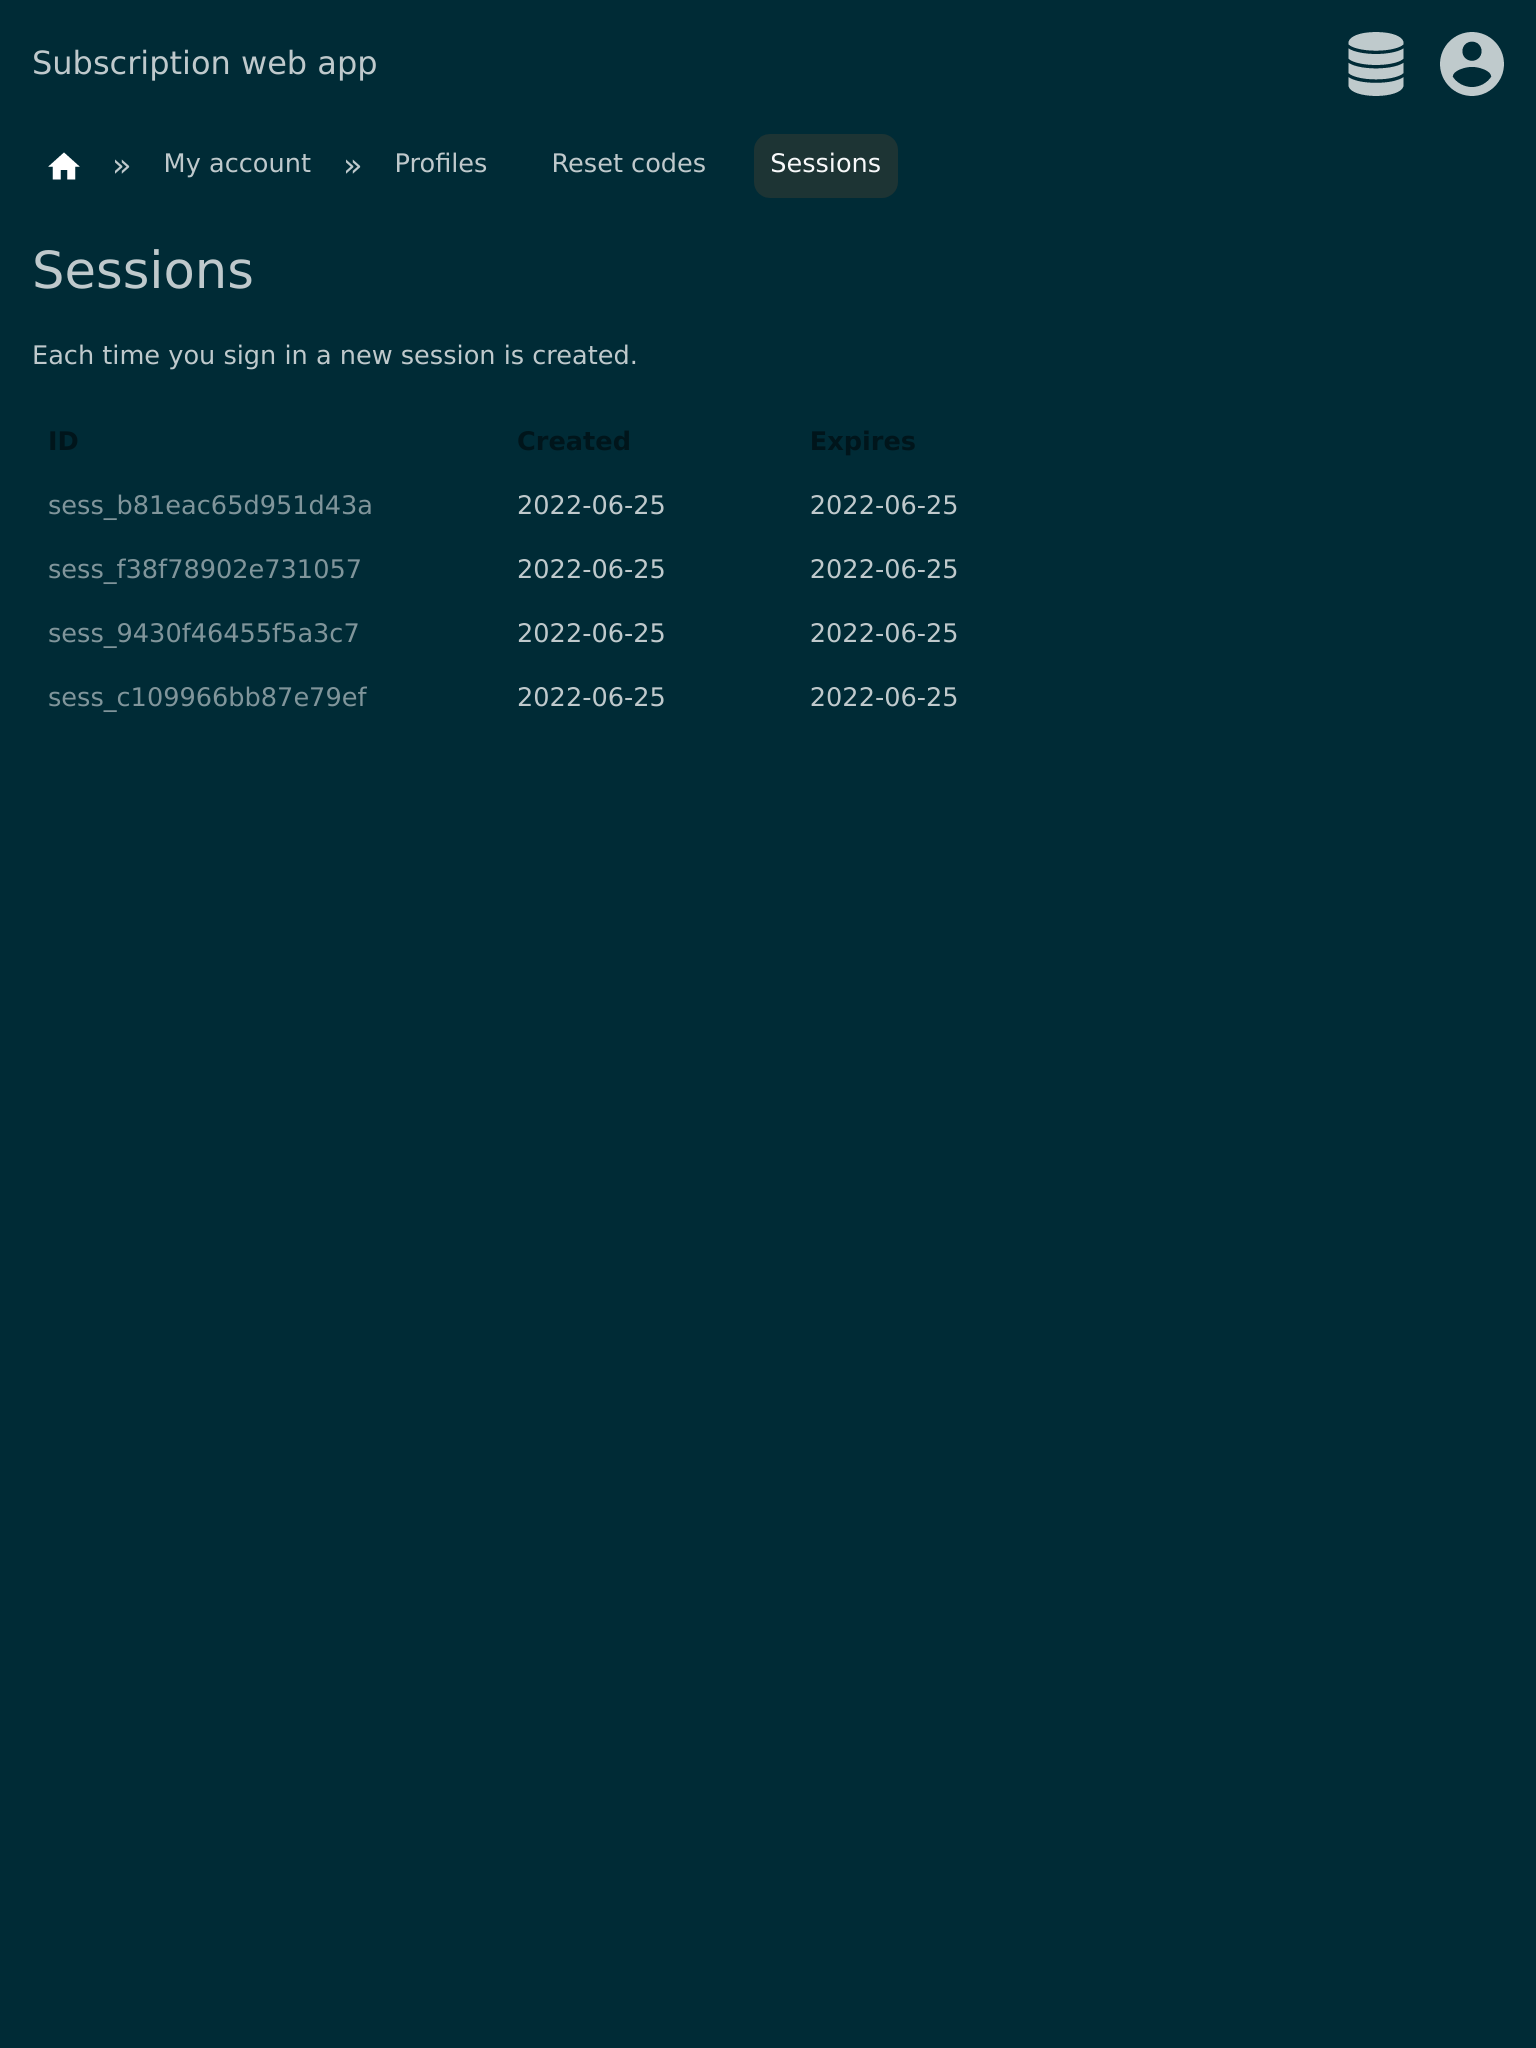 Subscription web app
» My account » Profiles Reset codes Sessions
Sessions
Each time you sign in a new session is created.
ID Created Expires
sess_b81eac65d951d43a 2022-06-25 2022-06-25
sess_f38f78902e731057 2022-06-25 2022-06-25
sess_9430f46455f5a3c7 2022-06-25 2022-06-25
sess_c109966bb87e79ef 2022-06-25 2022-06-25